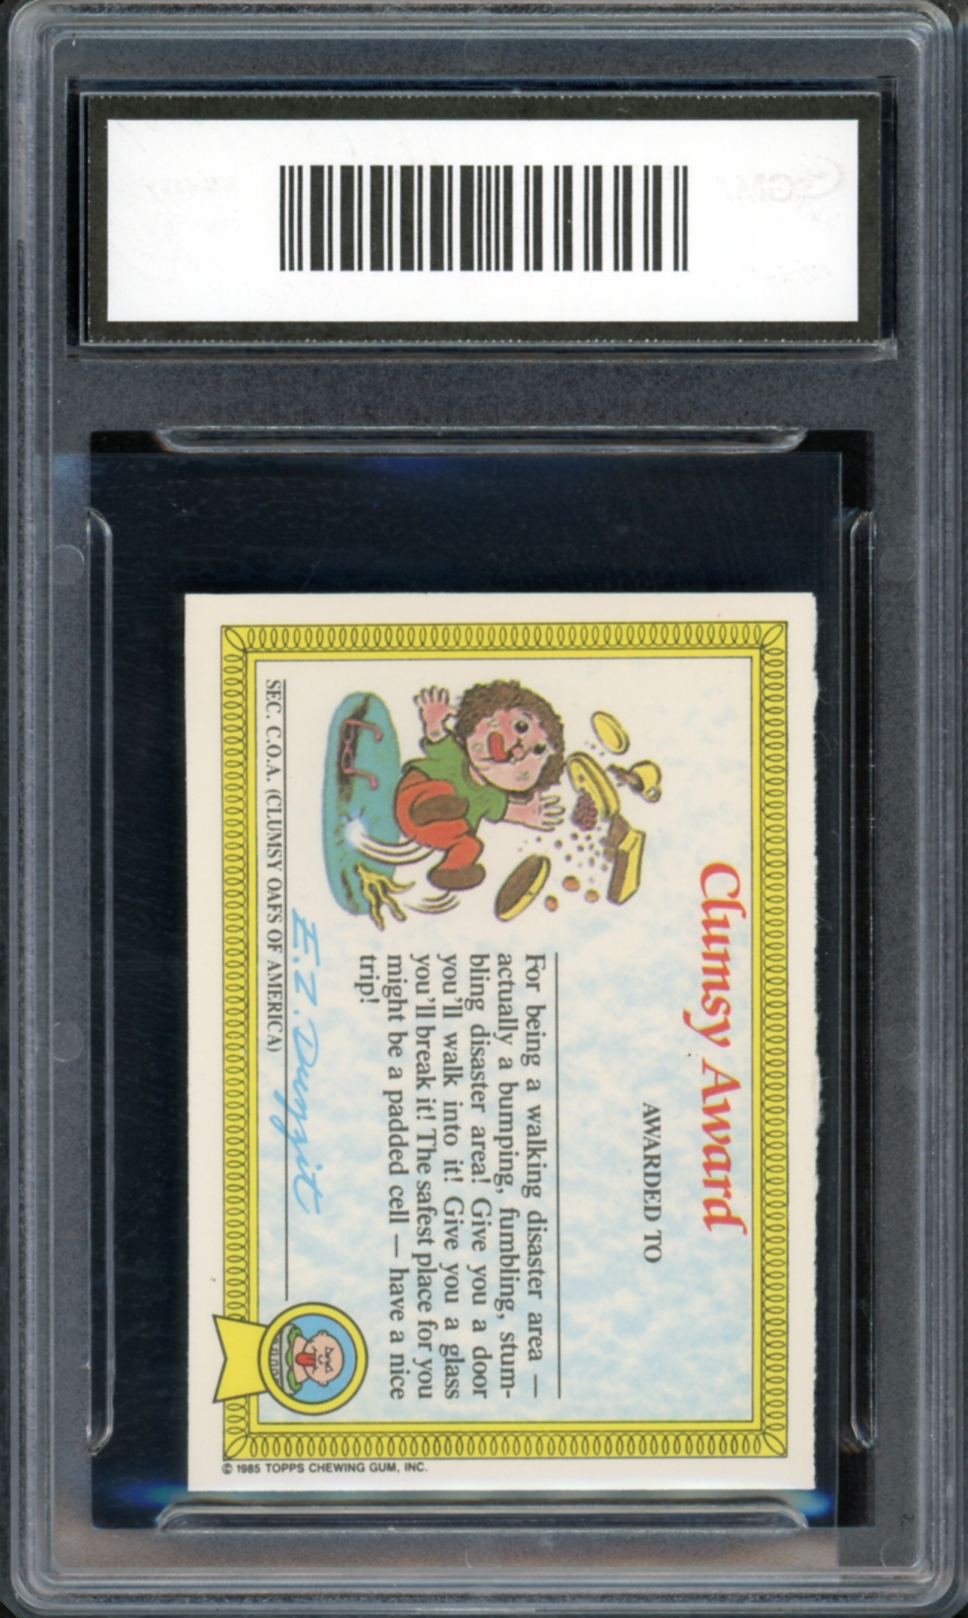 Clumsy Award
AWARDED TO
For being a walking disaster area —
actually a bumping, fumbling, stum-
bling disaster area! Give you a door
you'll walk into it! Give you a glass
you'll break it! The safest place for you
might be a padded cell — have a nice
trip!
E.Z. Duzzit
SEC. C.O.A. (CLUMSY OAFS OF AMERICA)
© 1985 TOPPS CHEWING GUM, INC.